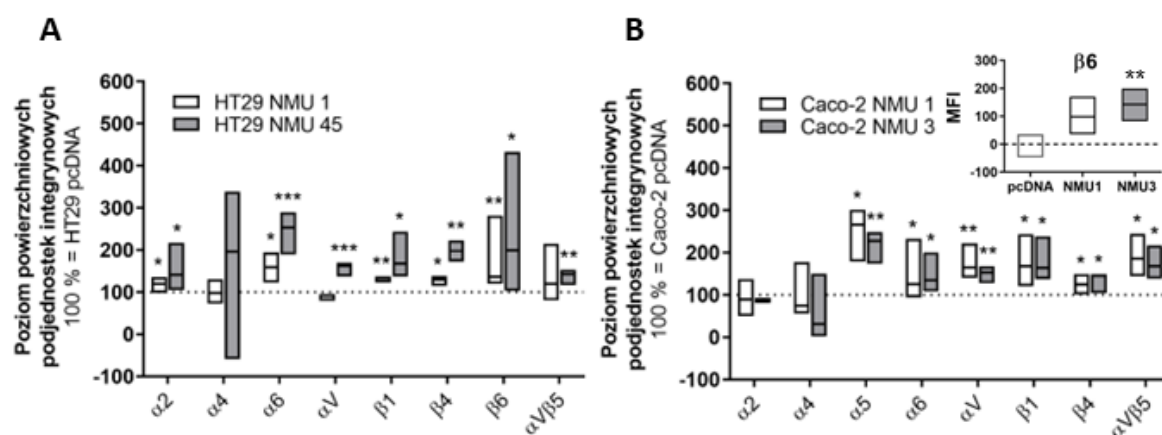 A
Poziom powierzchniowych
podjednostek integrynowych
100 % = HT29 pcDNA
600
500
400
300
200
100
0
-100
HT29 NMU 1
HT29 NMU 45
* * * *** *** ** * * ** ** * **
α2 α4 α6 αV β1 β4 β6 αVβ5
B
Poziom powierzchniowych
podjednostek integrynowych
100 % = Caco-2 pcDNA
600
500
400
300
200
100
0
-100
Caco-2 NMU 1
Caco-2 NMU 3
* ** * * ** ** * * * * * *
α2 α4 α5 α6 αV β1 β4 αVβ5
β6
MFI
300
200
100
0
-100
**
pcDNA NMU1 NMU3